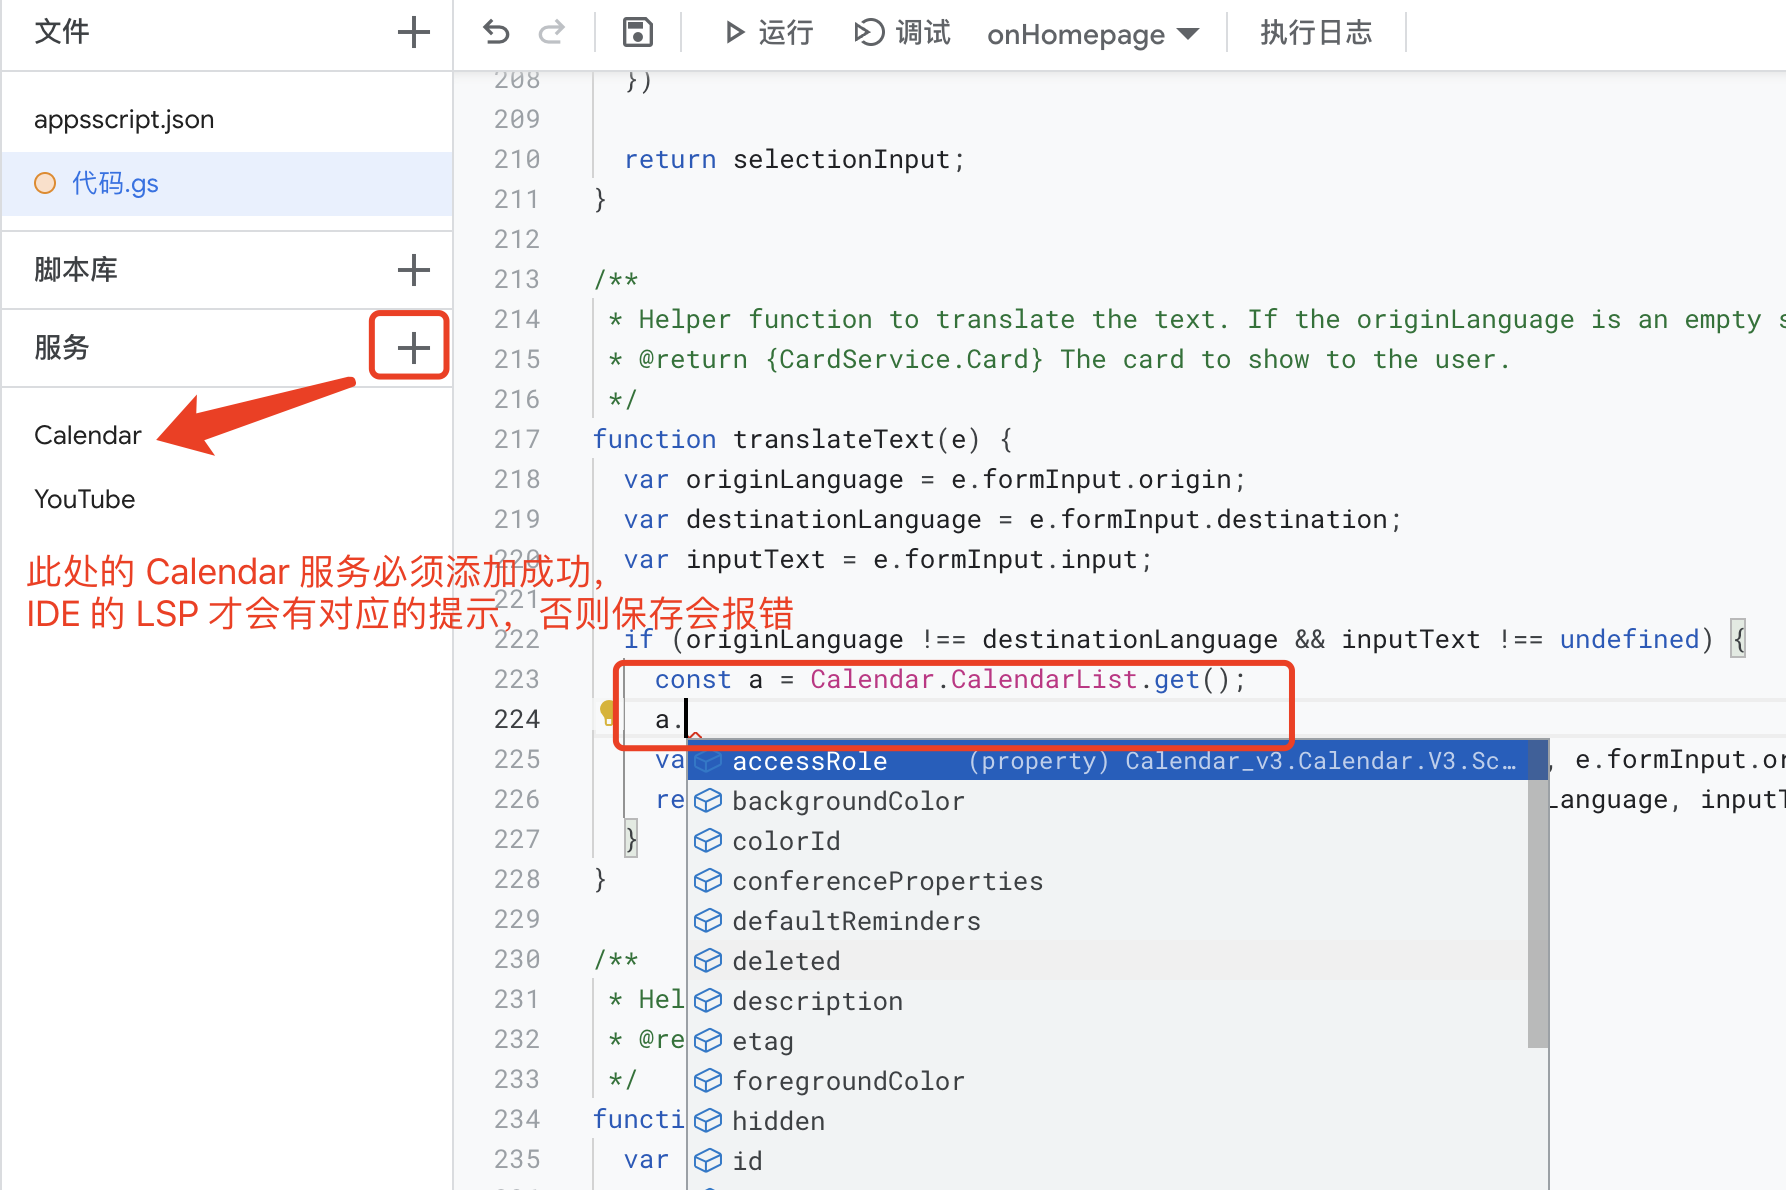 文件
appsscript.json
代码.gs
脚本库
服务
Calendar
YouTube
此处的 Calendar 服务必须添加成功，
IDE 的 LSP 才会有对应的提示，否则保存会报错
运行
调试
onHomepage
执行日志
208 })
209
210 return selectionInput;
211 }
212
213 /**
214 * Helper function to translate the text. If the originLanguage is an empty s
215 * @return {CardService.Card} The card to show to the user.
216 */
217 function translateText(e) {
218 var originLanguage = e.formInput.origin;
219 var destinationLanguage = e.formInput.destination;
220 var inputText = e.formInput.input;
221
222 if (originLanguage !== destinationLanguage && inputText !== undefined) {
223 const a = Calendar.CalendarList.get();
224 a.
225 va , e.formInput.or
226 re Language, inputT
227 }
228 }
229
230 /**
231 * Hel
232 * @re
233 */
234 functi
235 var
accessRole (property) Calendar_v3.Calendar.V3.Sc…
backgroundColor
colorId
conferenceProperties
defaultReminders
deleted
description
etag
foregroundColor
hidden
id